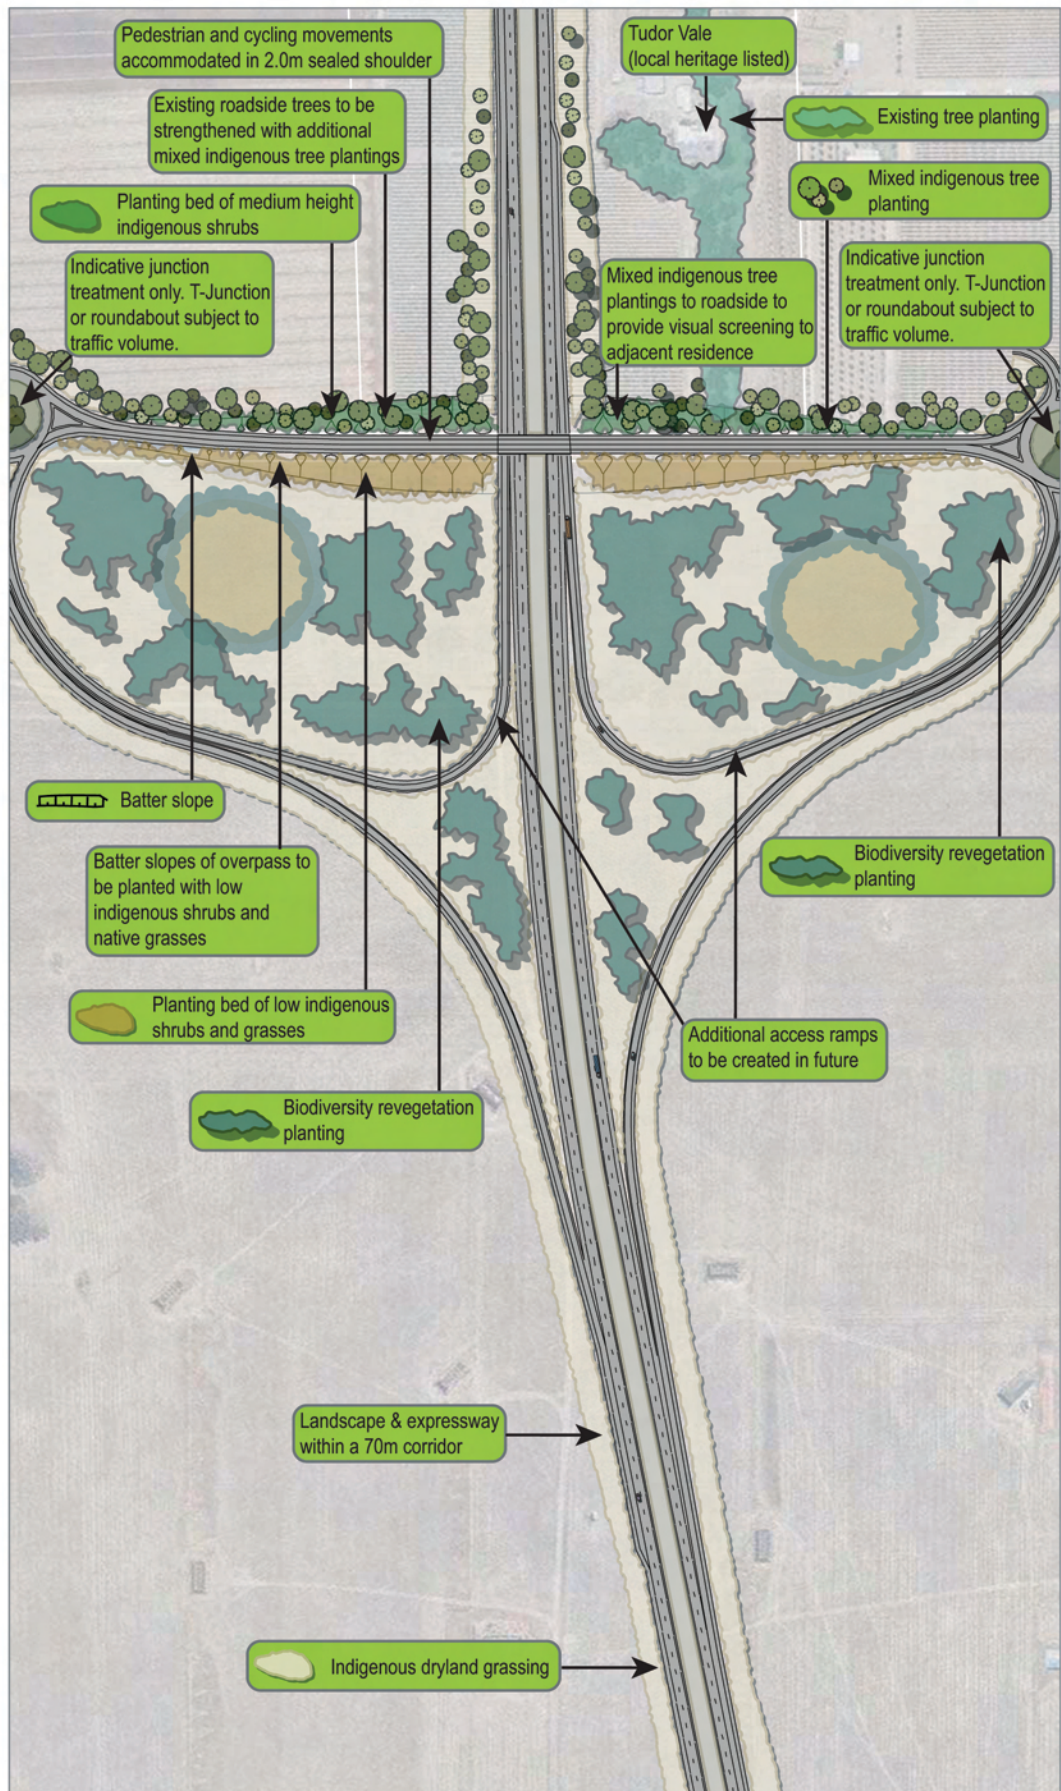 Pedestrian and cycling movements
accommodated in 2.0m sealed shoulder
Tudor Vale
(local heritage listed)
Existing roadside trees to be
strengthened with additional
mixed indigenous tree plantings
Existing tree planting
Planting bed of medium height
indigenous shrubs
Mixed indigenous tree
planting
Indicative junction
treatment only. T-Junction
or roundabout subject to
traffic volume.
Mixed indigenous tree
plantings to roadside to
provide visual screening to
adjacent residence
Indicative junction
treatment only. T-Junction
or roundabout subject to
traffic volume.
Batter slope
Batter slopes of overpass to
be planted with low
indigenous shrubs and
native grasses
Biodiversity revegetation
planting
Planting bed of low indigenous
shrubs and grasses
Additional access ramps
to be created in future
Biodiversity revegetation
planting
Landscape & expressway
within a 70m corridor
Indigenous dryland grassing